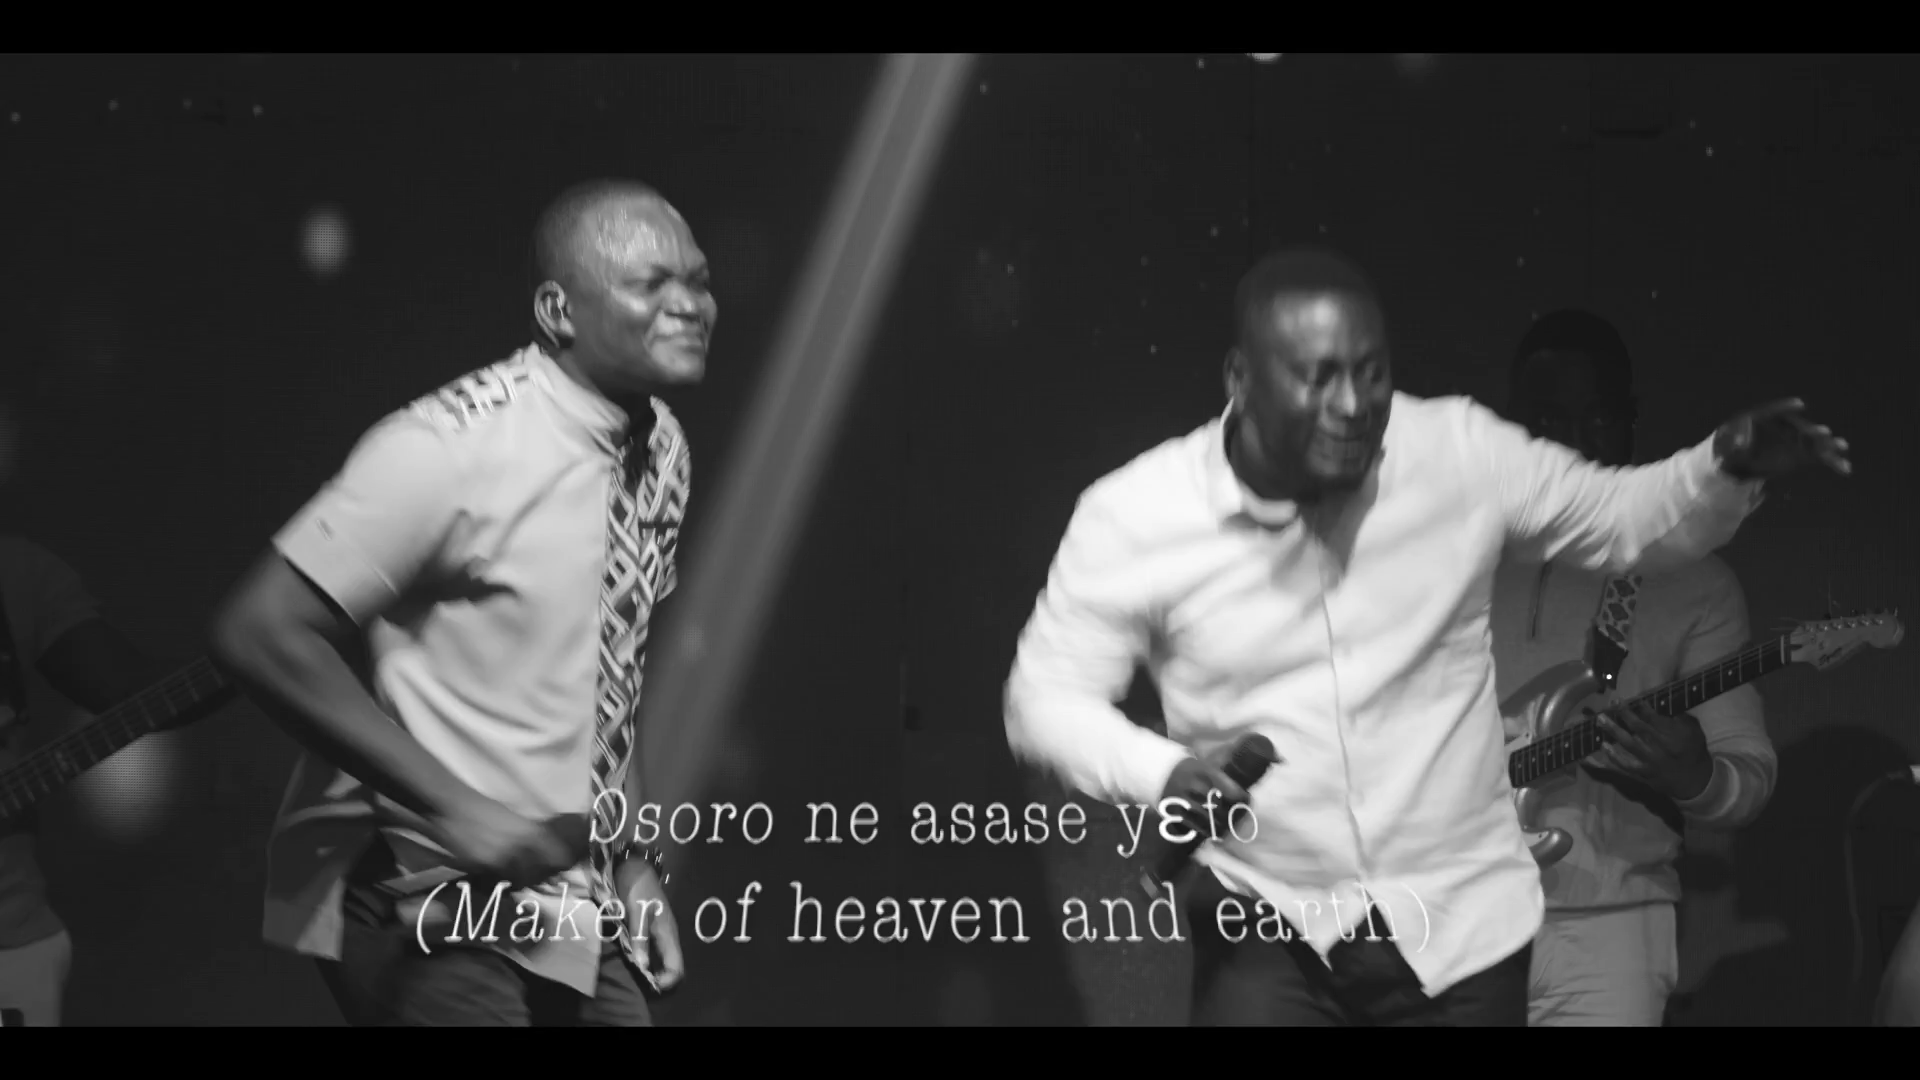 Ɔsoro ne asase yɛfo
(Maker of heaven and earth)